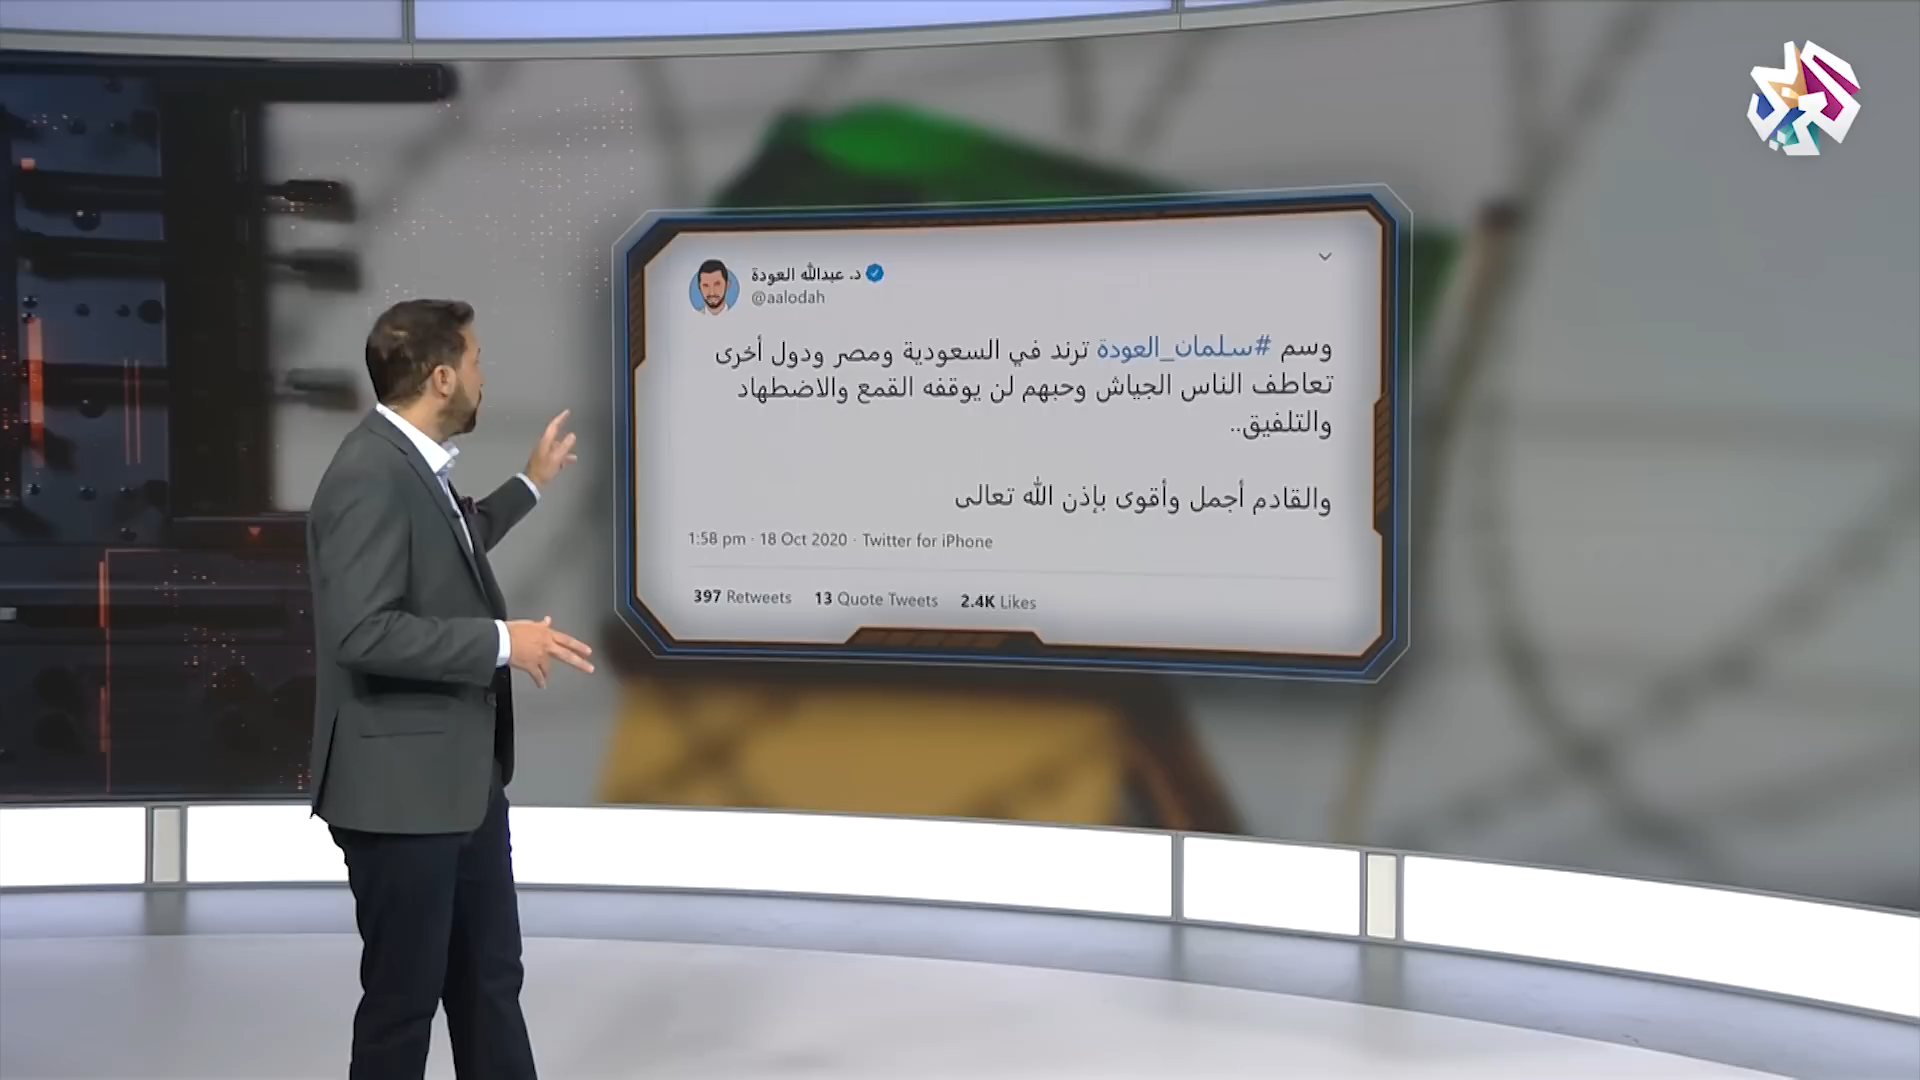 د. عبدالله العودة
@aalodah
وسم #سلمان_العودة ترند في السعودية ومصر ودول أخرى
تعاطف الناس الجياش وحبهم لن يوقفه القمع والاضطهاد
والتلفيق..
والقادم أجمل وأقوى بإذن الله تعالى
1:58 pm · 18 Oct 2020 · Twitter for iPhone
397 Retweets 13 Quote Tweets 2.4K Likes